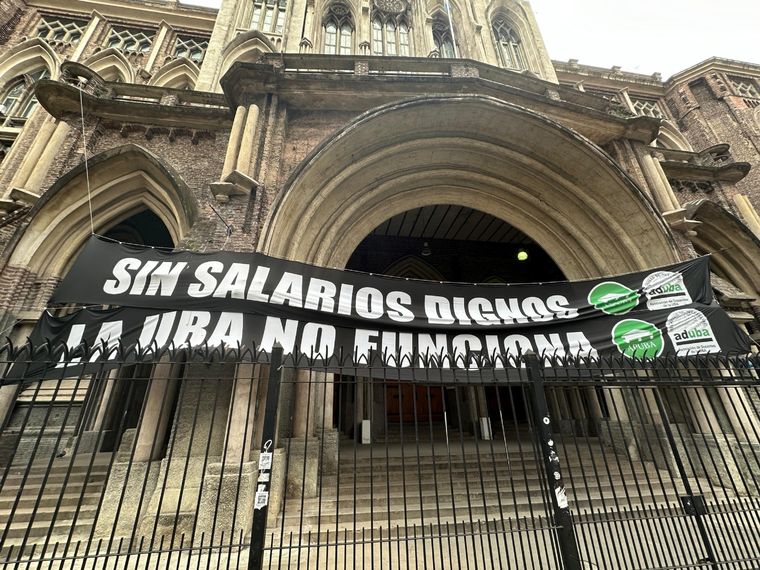 SIN SALARIOS DIGNOS
aduba
LA UBA NO FUNCIONA
APUBA
aduba